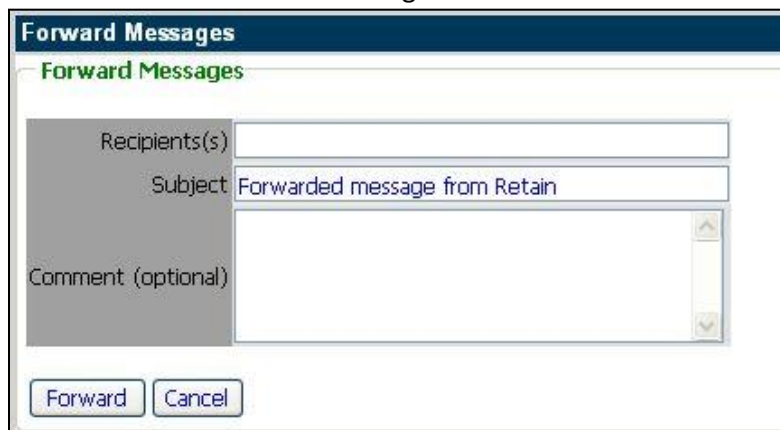 Forward Messages
Forward Messages
Recipients(s)
Subject Forwarded message from Retain
Comment (optional)
Forward Cancel